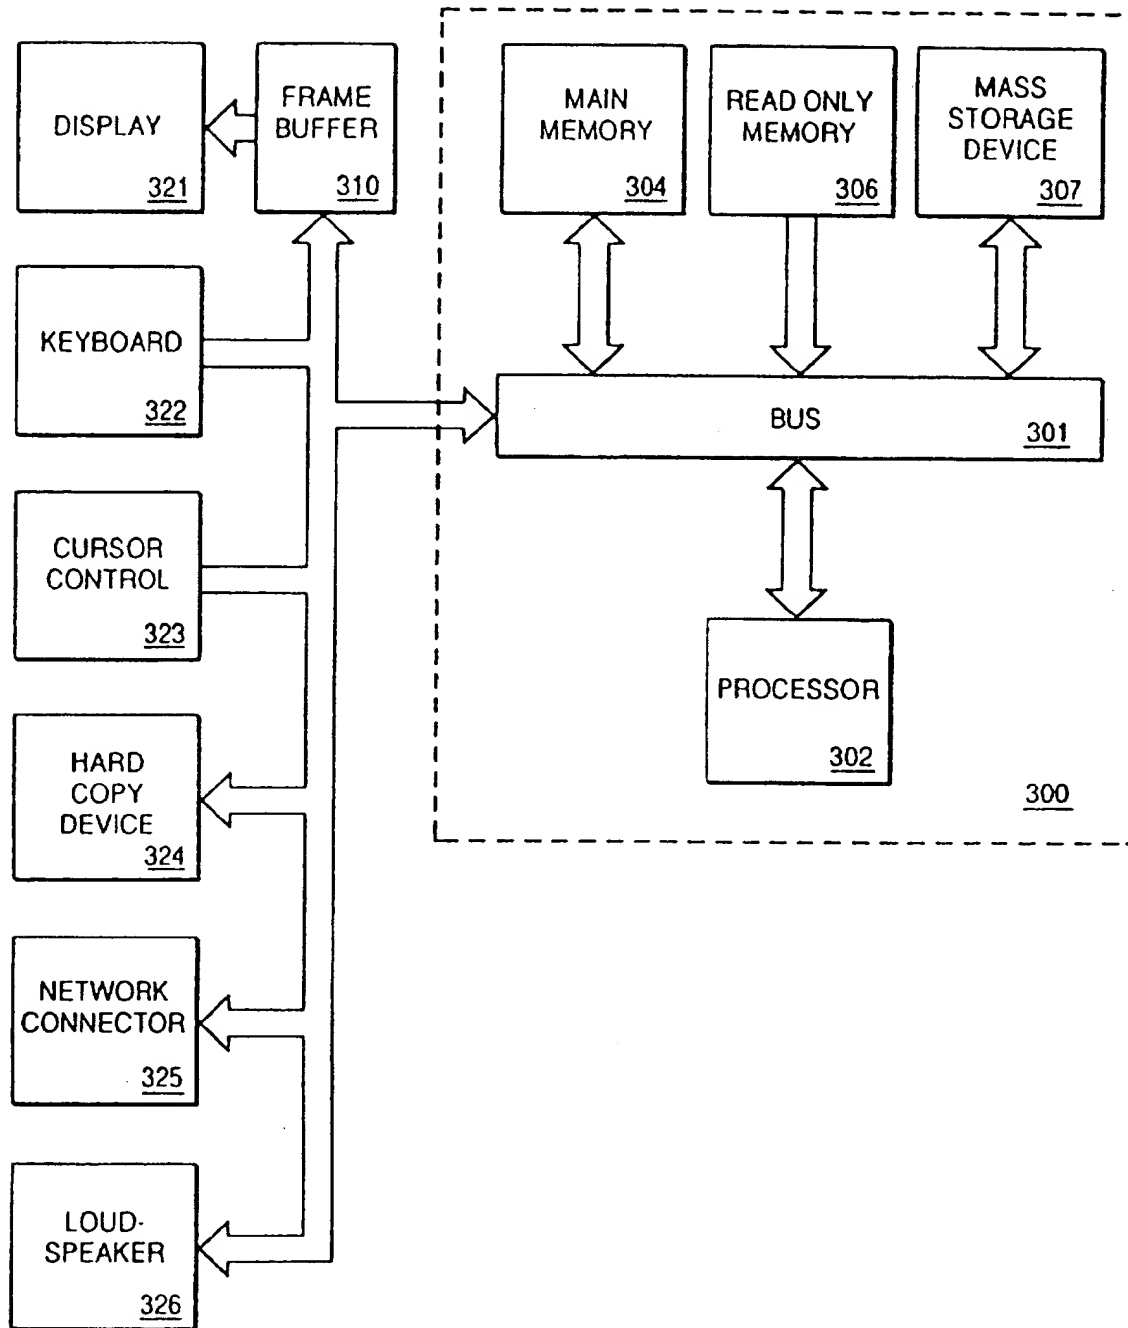 DISPLAY
321
FRAME
BUFFER
310
MAIN
MEMORY
304
READ ONLY
MEMORY
306
MASS
STORAGE
DEVICE
307
KEYBOARD
322
BUS
301
CURSOR
CONTROL
323
PROCESSOR
302
300
HARD
COPY
DEVICE
324
NETWORK
CONNECTOR
325
LOUD-
SPEAKER
326